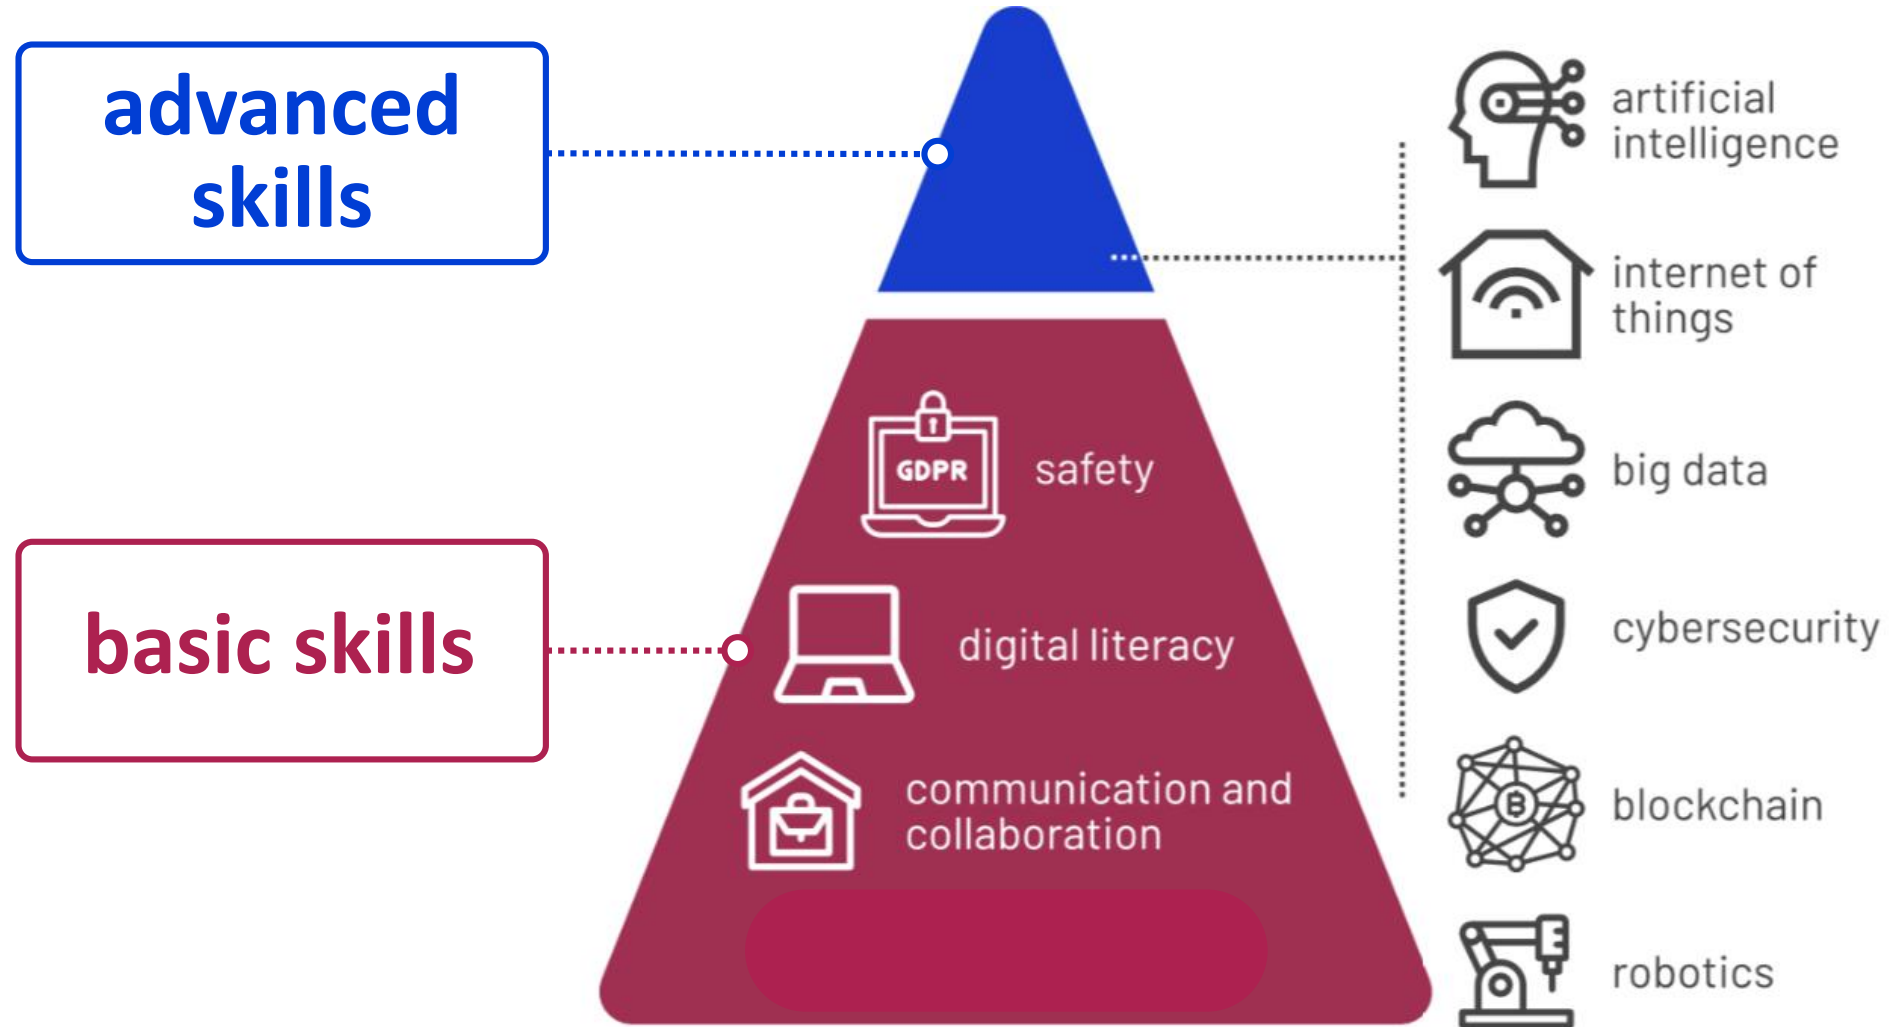 advanced
skills
basic skills
GDPR
safety
digital literacy
communication and
collaboration
artificial
intelligence
internet of
things
big data
cybersecurity
B
blockchain
robotics